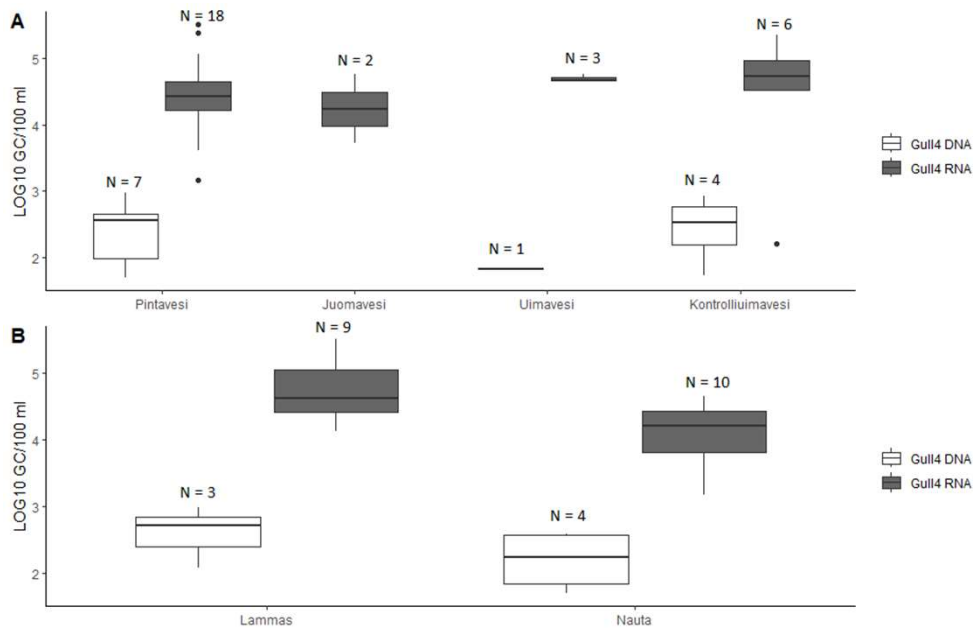 A
LOG10 GC/100 ml
5
4
3
2
N = 7
N = 18
N = 2
N = 1
N = 3
N = 4
N = 6
Pintavesi
Juomavesi
Uimavesi
Kontrolliuimavesi
Gull4 DNA
Gull4 RNA
B
LOG10 GC/100 ml
5
4
3
2
N = 3
N = 9
N = 4
N = 10
Lammas
Nauta
Gull4 DNA
Gull4 RNA